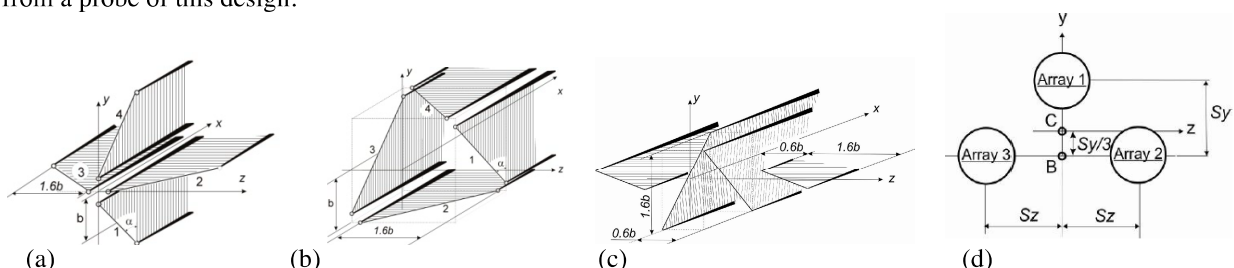 from a probe of this design.
y
4
x
3
1.6b
2
z
b
1
α
(a)
y
4
x
3
α
1
z
b
2
1.6b
(b)
y
x
0.6b
1.6b
z
1.6b
0.6b
(c)
y
Array 1
C
z
Sy
Sy/3
Array 3
Array 2
B
Sz
Sz
(d)